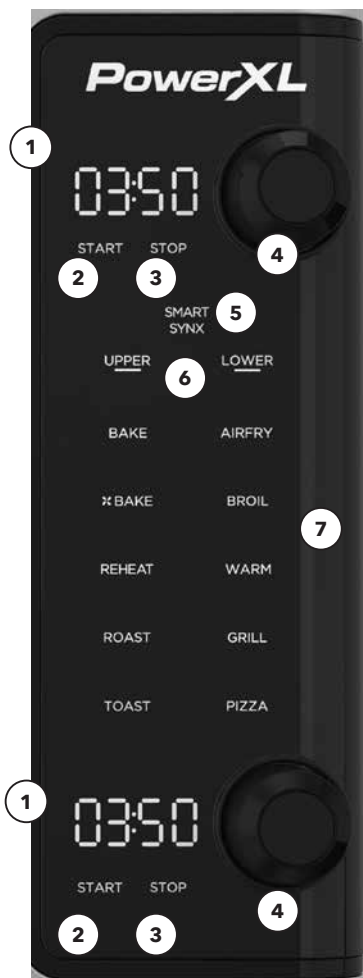 PowerXL
1
03:50
START STOP
2 3 4
SMART 5
SYNX
UPPER 6 LOWER
BAKE AIRFRY
BAKE BROIL
7
REHEAT WARM
ROAST GRILL
TOAST PIZZA
1
03:50
START STOP
2 3 4